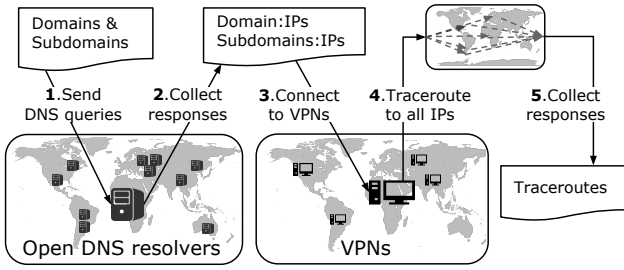 Domains &
Subdomains
Domain:IPs
Subdomains:IPs
1.Send
DNS queries
2.Collect
responses
3.Connect
to VPNs
4.Traceroute
to all IPs
5.Collect
responses
Traceroutes
Open DNS resolvers
VPNs